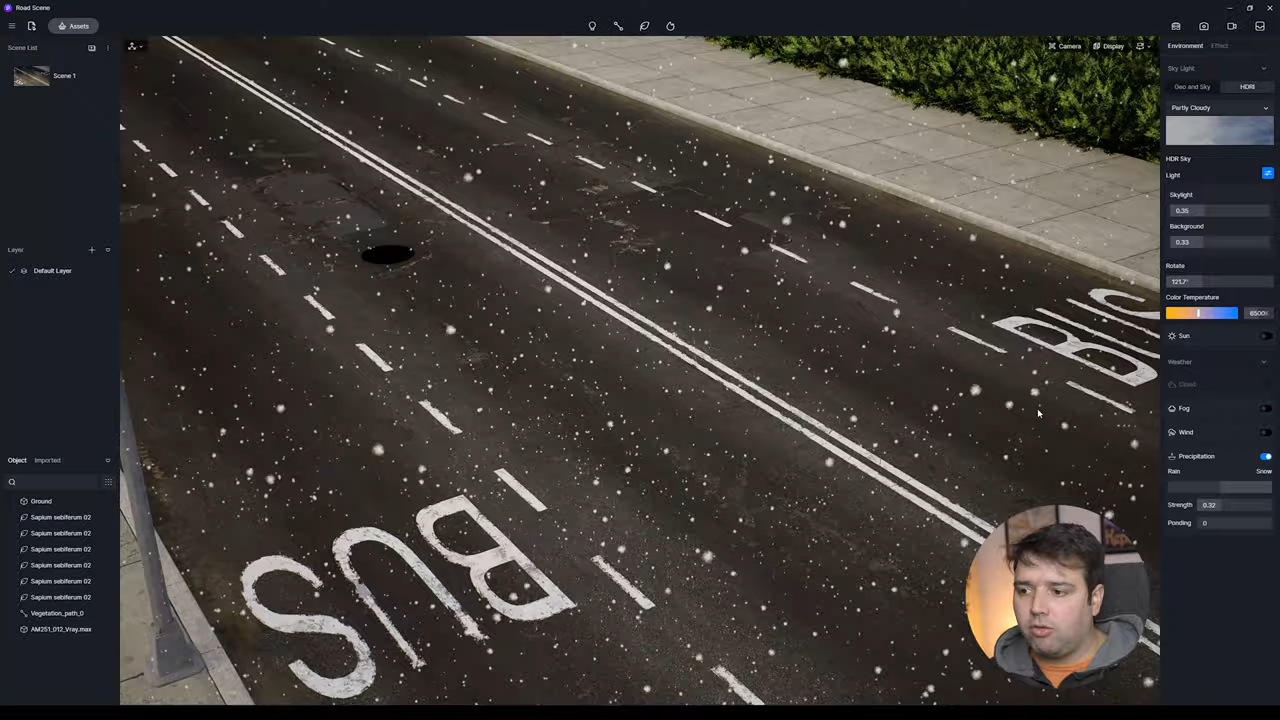 Road Scene
Assets
Scene List
Scene 1
Layer
Default Layer
Object Imported
Ground
Sapium sebiferum 02
Sapium sebiferum 02
Sapium sebiferum 02
Sapium sebiferum 02
Sapium sebiferum 02
Sapium sebiferum 02
Vegetation_path_0
AM251_012_Vray.max
Camera Display
BUS
BUS
Environment Effect
Sky Light
Geo and Sky HDRI
Partly Cloudy
HDR Sky
Light
Skylight
0.35
Background
0.33
Rotate
121.7°
Color Temperature
6500K
Sun
Weather
Cloud
Fog
Wind
Precipitation
Rain Snow
Strength 0.32
Ponding 0